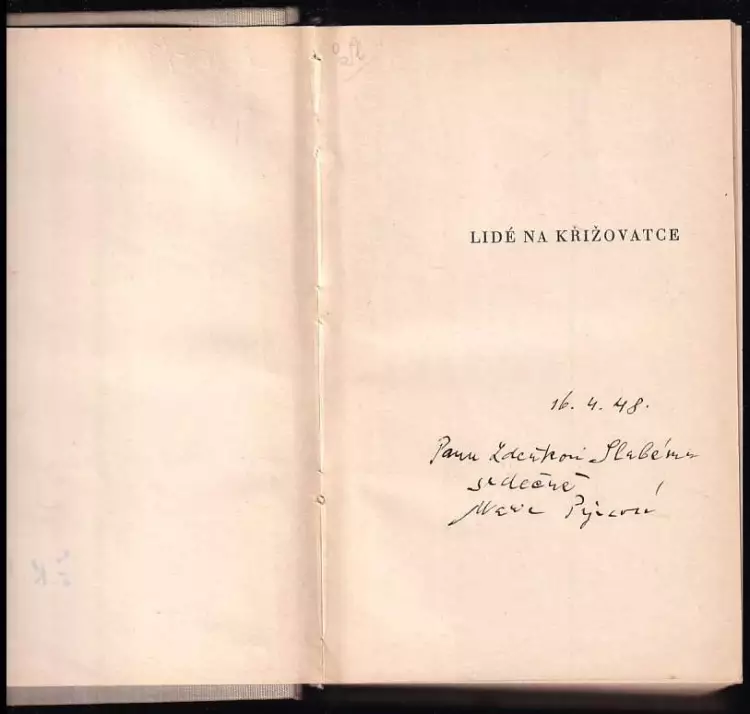 LIDÉ NA KŘIŽOVATCE
16. 4. 48.
Panu Zdeňkovi Slabému
srdečně
Marie Pujmanová